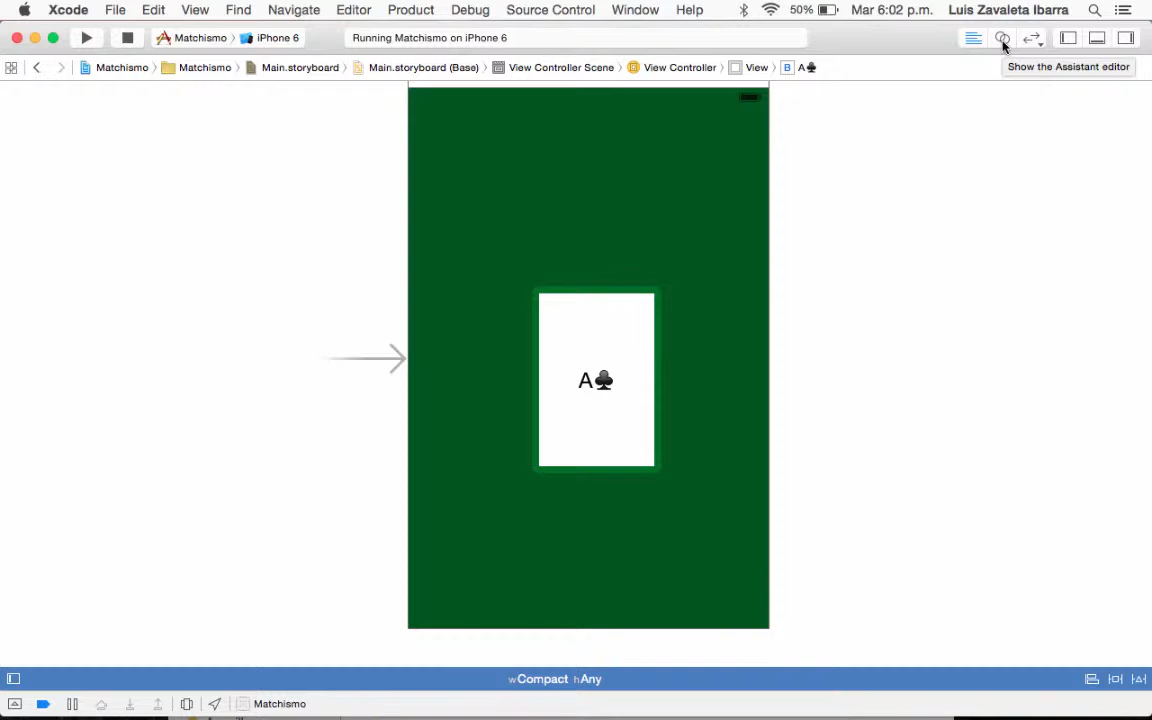 Xcode File Edit View Find Navigate Editor Product Debug Source Control Window Help 50% Mar 6:02 p.m. Luis Zavaleta Ibarra
Matchismo 〉 iPhone 6 Running Matchismo on iPhone 6
Matchismo 〉 Matchismo 〉 Main.storyboard 〉 Main.storyboard (Base) 〉 View Controller Scene 〉 View Controller 〉 View 〉 B A♣
Show the Assistant editor
A♣
wCompact hAny
Matchismo